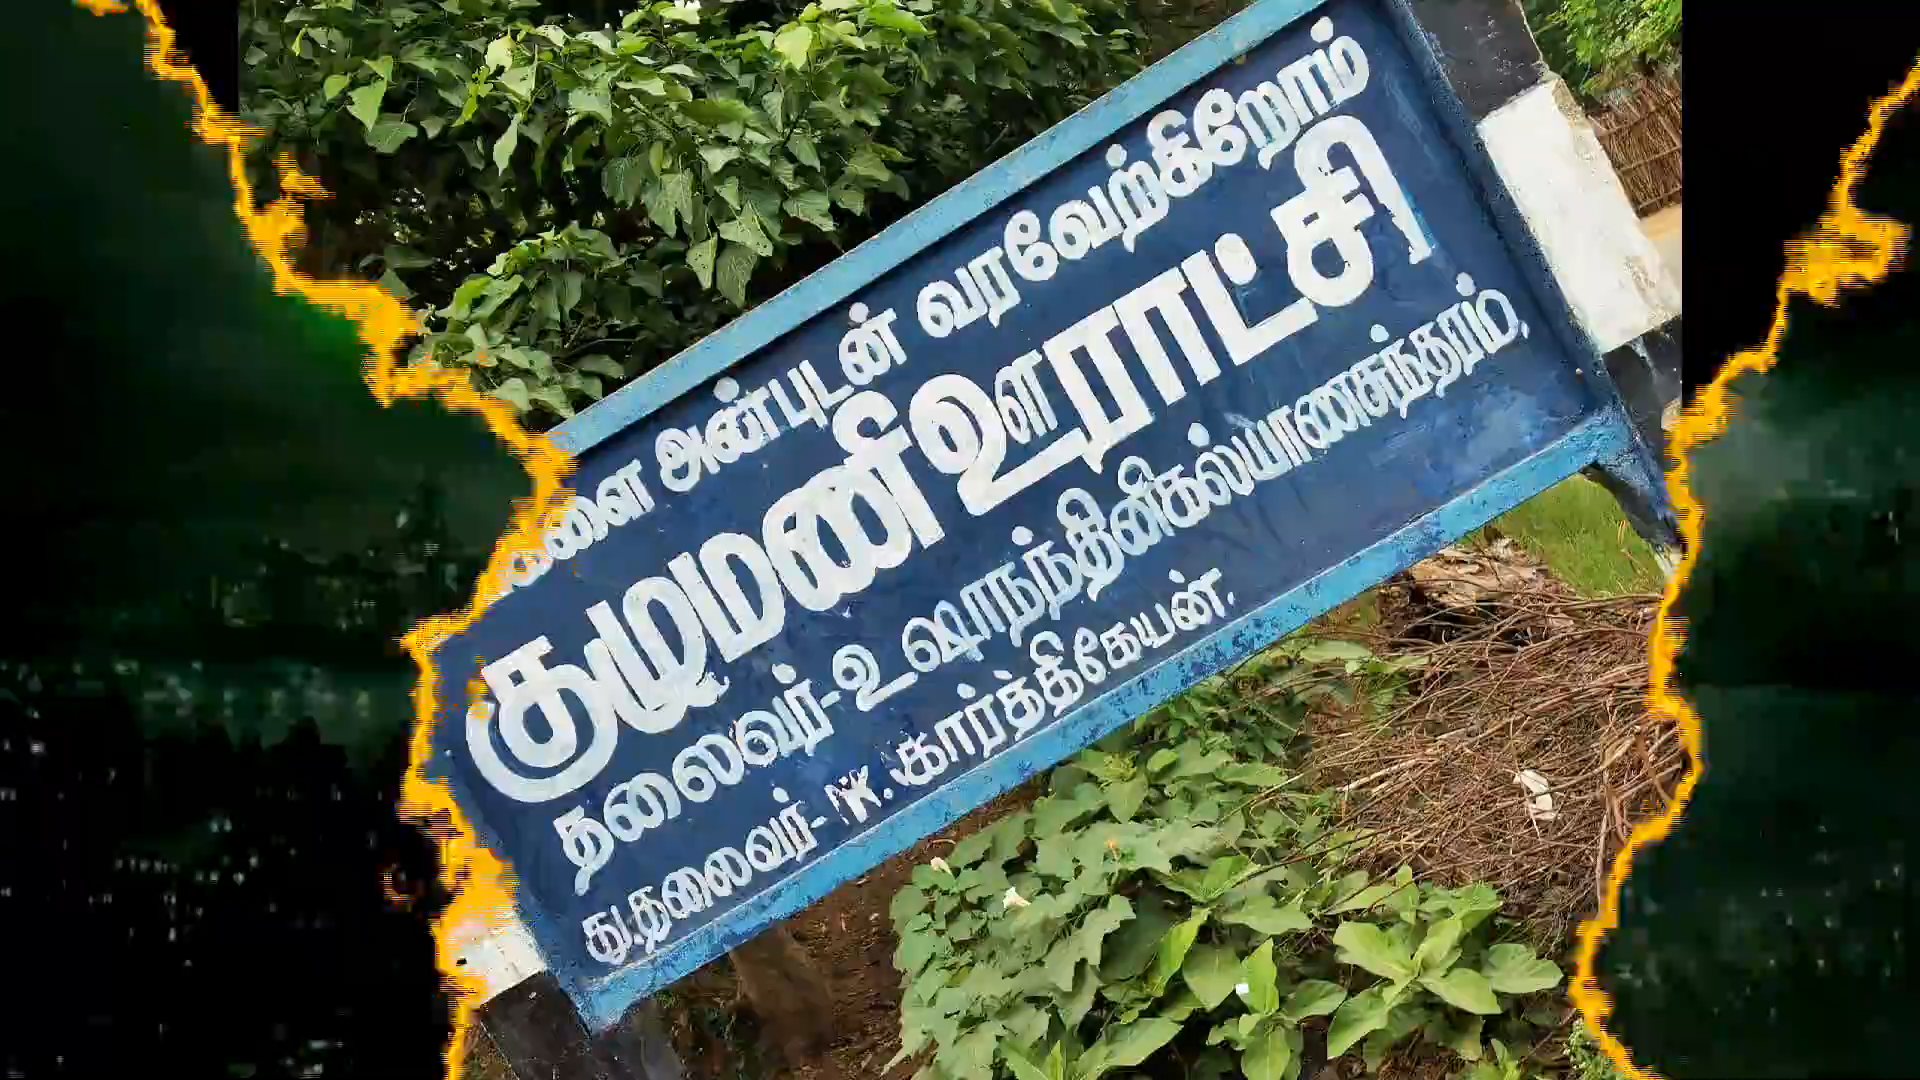 அன்புடன் வரவேற்கிறோம்
குழுமணிஊராட்சி
தலைவர்-உஷாநந்தினிகல்யாணசுந்தரம்.
து.தலைவர்- K.கார்த்திகேயன்.